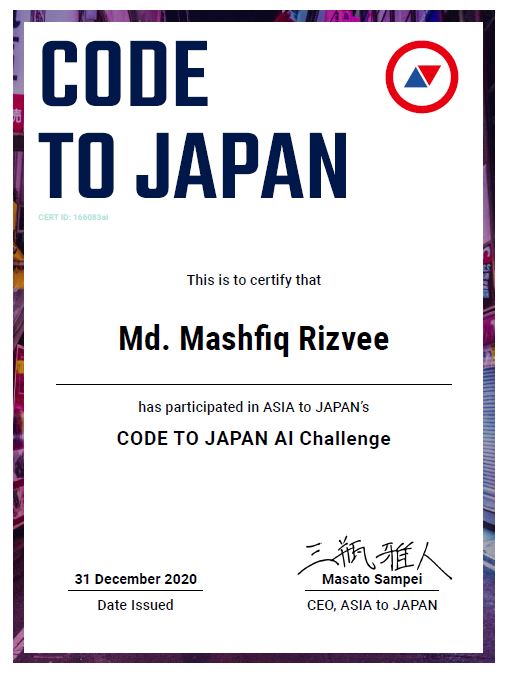 CODE
TO JAPAN
CERT ID: 166083ai
This is to certify that
Md. Mashfiq Rizvee
has participated in ASIA to JAPAN's
CODE TO JAPAN AI Challenge
三瓶 雅人
31 December 2020
Masato Sampei
Date Issued
CEO, ASIA to JAPAN